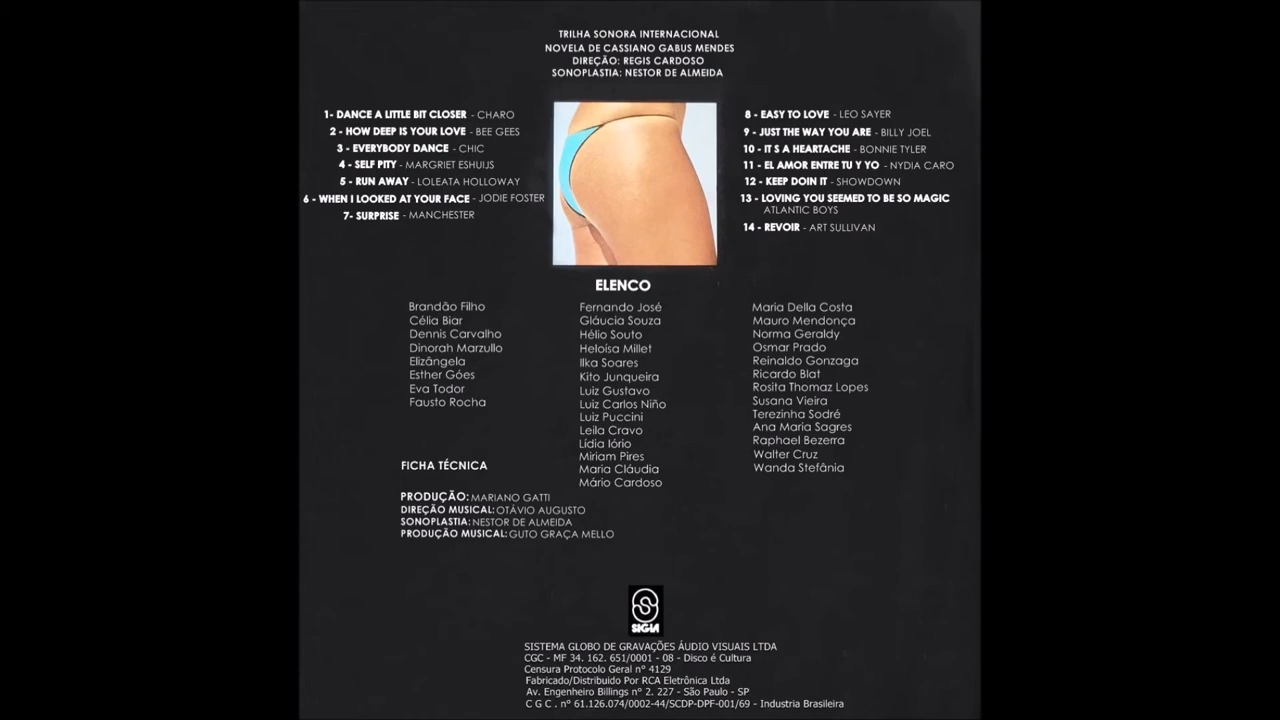 TRILHA SONORA INTERNACIONAL
NOVELA DE CASSIANO GABUS MENDES
DIREÇÃO: REGIS CARDOSO
SONOPLASTIA: NESTOR DE ALMEIDA
1- DANCE A LITTLE BIT CLOSER - CHARO
2 - HOW DEEP IS YOUR LOVE - BEE GEES
3 - EVERYBODY DANCE - CHIC
4 - SELF PITY - MARGRIET ESHUIJS
5 - RUN AWAY - LOLEATA HOLLOWAY
6 - WHEN I LOOKED AT YOUR FACE - JODIE FOSTER
7- SURPRISE - MANCHESTER
8 - EASY TO LOVE - LEO SAYER
9 - JUST THE WAY YOU ARE - BILLY JOEL
10 - IT S A HEARTACHE - BONNIE TYLER
11 - EL AMOR ENTRE TU Y YO - NYDIA CARO
12 - KEEP DOIN IT - SHOWDOWN
13 - LOVING YOU SEEMED TO BE SO MAGIC
ATLANTIC BOYS
14 - REVOIR - ART SULLIVAN
ELENCO
Brandão Filho
Célia Biar
Dennis Carvalho
Dinorah Marzullo
Elizângela
Esther Góes
Eva Todor
Fausto Rocha
Fernando José
Gláucia Souza
Hélio Souto
Heloisa Millet
Ilka Soares
Kito Junqueira
Luiz Gustavo
Luiz Carlos Niño
Luiz Puccini
Leila Cravo
Lídia Iório
Miriam Pires
Maria Cláudia
Mário Cardoso
Maria Della Costa
Mauro Mendonça
Norma Geraldy
Osmar Prado
Reinaldo Gonzaga
Ricardo Blat
Rosita Thomaz Lopes
Susana Vieira
Terezinha Sodré
Ana Maria Sagres
Raphael Bezerra
Walter Cruz
Wanda Stefânia
FICHA TÉCNICA
PRODUÇÃO: MARIANO GATTI
DIREÇÃO MUSICAL: OTÁVIO AUGUSTO
SONOPLASTIA: NESTOR DE ALMEIDA
PRODUÇÃO MUSICAL: GUTO GRAÇA MELLO
SIGLA
SISTEMA GLOBO DE GRAVAÇÕES ÁUDIO VISUAIS LTDA
CGC - MF 34. 162. 651/0001 - 08 - Disco é Cultura
Censura Protocolo Geral n° 4129
Fabricado/Distribuido Por RCA Eletrônica Ltda
Av. Engenheiro Billings n° 2. 227 - São Paulo - SP
C G C . n° 61.126.074/0002-44/SCDP-DPF-001/69 - Industria Brasileira